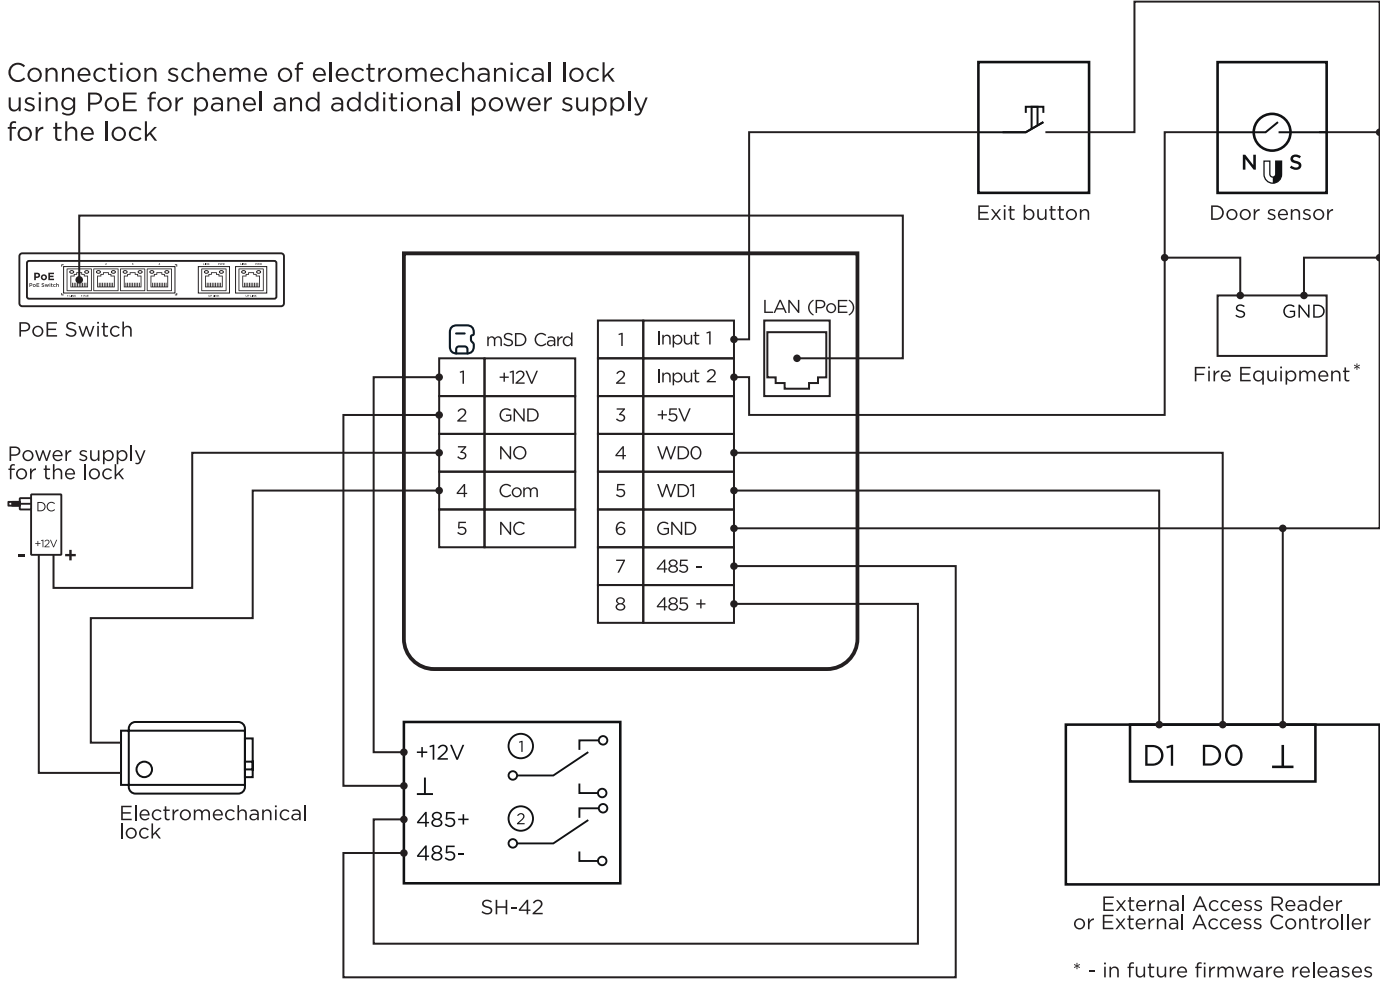 Connection scheme of electromechanical lock
using PoE for panel and additional power supply
for the lock
Exit button
N S
Door sensor
S GND
Fire Equipment*
PoE
PoE Switch
PoE Switch
LAN (PoE)
mSD Card
1 +12V
2 GND
3 NO
4 Com
5 NC
1 Input 1
2 Input 2
3 +5V
4 WD0
5 WD1
6 GND
7 485 -
8 485 +
Power supply
for the lock
DC
+12V
- +
Electromechanical
lock
+12V
⊥
485+
485-
1
2
SH-42
D1 D0 ⊥
External Access Reader
or External Access Controller
* - in future firmware releases